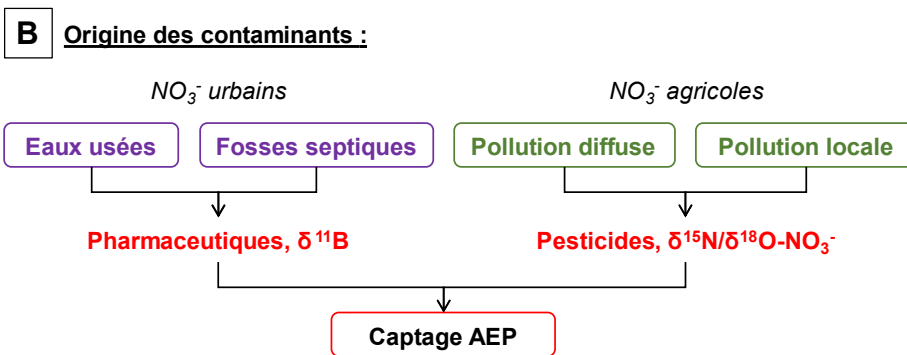 B Origine des contaminants :
NO₃⁻ urbains NO₃⁻ agricoles
Eaux usées Fosses septiques Pollution diffuse Pollution locale
Pharmaceutiques, δ¹¹B Pesticides, δ¹⁵N/δ¹⁸O-NO₃⁻
Captage AEP